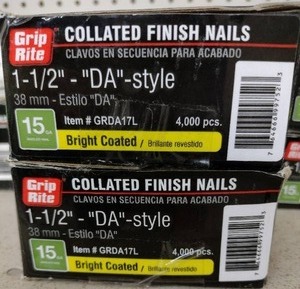 Grip
Rite
COLLATED FINISH NAILS
CLAVOS EN SECUENCIA PARA ACABADO
1-1/2" - "DA"-style
38 mm - Estilo "DA"
15 GA
Item # GRDA17L
4,000 pcs.
Bright Coated / Brillante revestido
Grip
Rite
COLLATED FINISH NAILS
CLAVOS EN SECUENCIA PARA ACABADO
1-1/2" - "DA"-style
38 mm - Estilo "DA"
15 GA
Item # GRDA17L
4,000 pcs.
Bright Coated / Brillante revestido